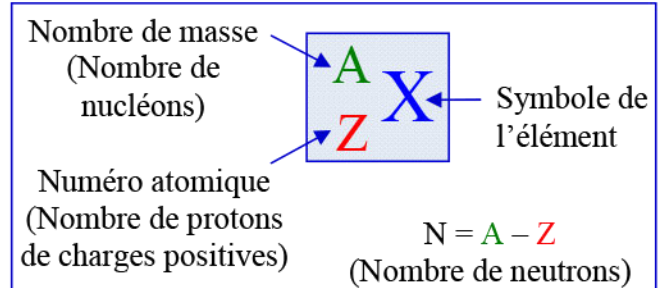 Nombre de masse
(Nombre de
nucléons)
A
Z
X
Symbole de
l'élément
Numéro atomique
(Nombre de protons
de charges positives)
N = A – Z
(Nombre de neutrons)